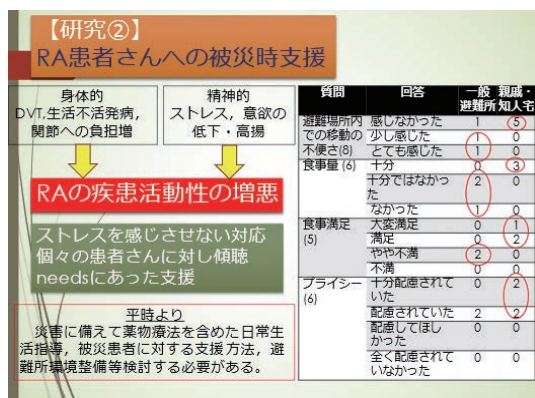 【研究②】
RA患者さんへの被災時支援
身体的
DVT,生活不活発病,
関節への負担増
精神的
ストレス，意欲の
低下・高揚
RAの疾患活動性の増悪
ストレスを感じさせない対応
個々の患者さんに対し傾聴
needsにあった支援
平時より
災害に備えて薬物療法を含めた日常生
活指導，被災患者に対する支援方法，避
難所環境整備等検討する必要がある。
質問 回答 一般 親戚・
避難所 知人宅
避難場所内 感じなかった 1 5
での移動の 少し感じた 1 0
不便さ(8) とても感じた 1 0
食事量(6) 十分 0 3
十分ではなかっ 2 0
た
なかった 1 0
食事満足 大変満足 0 1
(5) 満足 0 2
やや不満 2 0
不満 0 0
プライシー 十分配慮されて 0 2
(6) いた
配慮されていた 2 2
配慮してほし 0 0
かった
全く配慮されて 0 0
いなかった